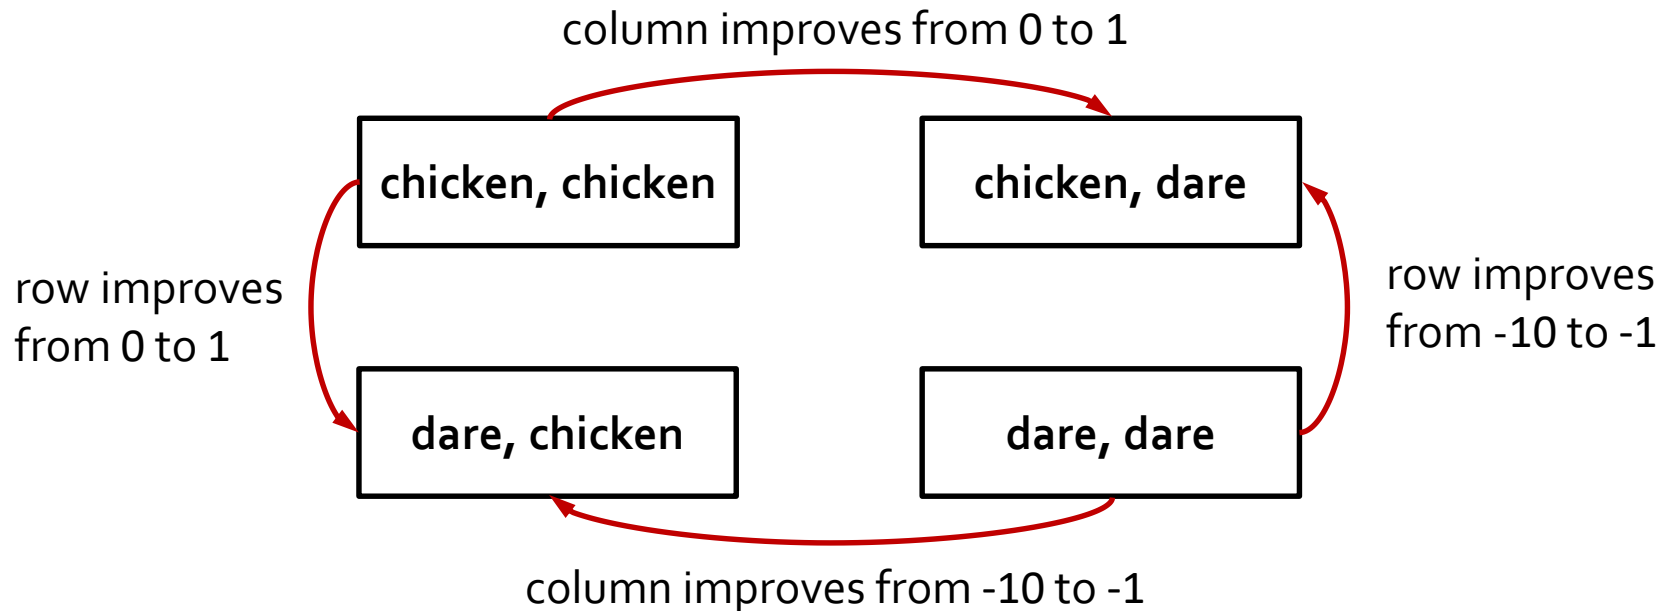 column improves from 0 to 1
chicken, chicken
chicken, dare
row improves
from 0 to 1
row improves
from -10 to -1
dare, chicken
dare, dare
column improves from -10 to -1